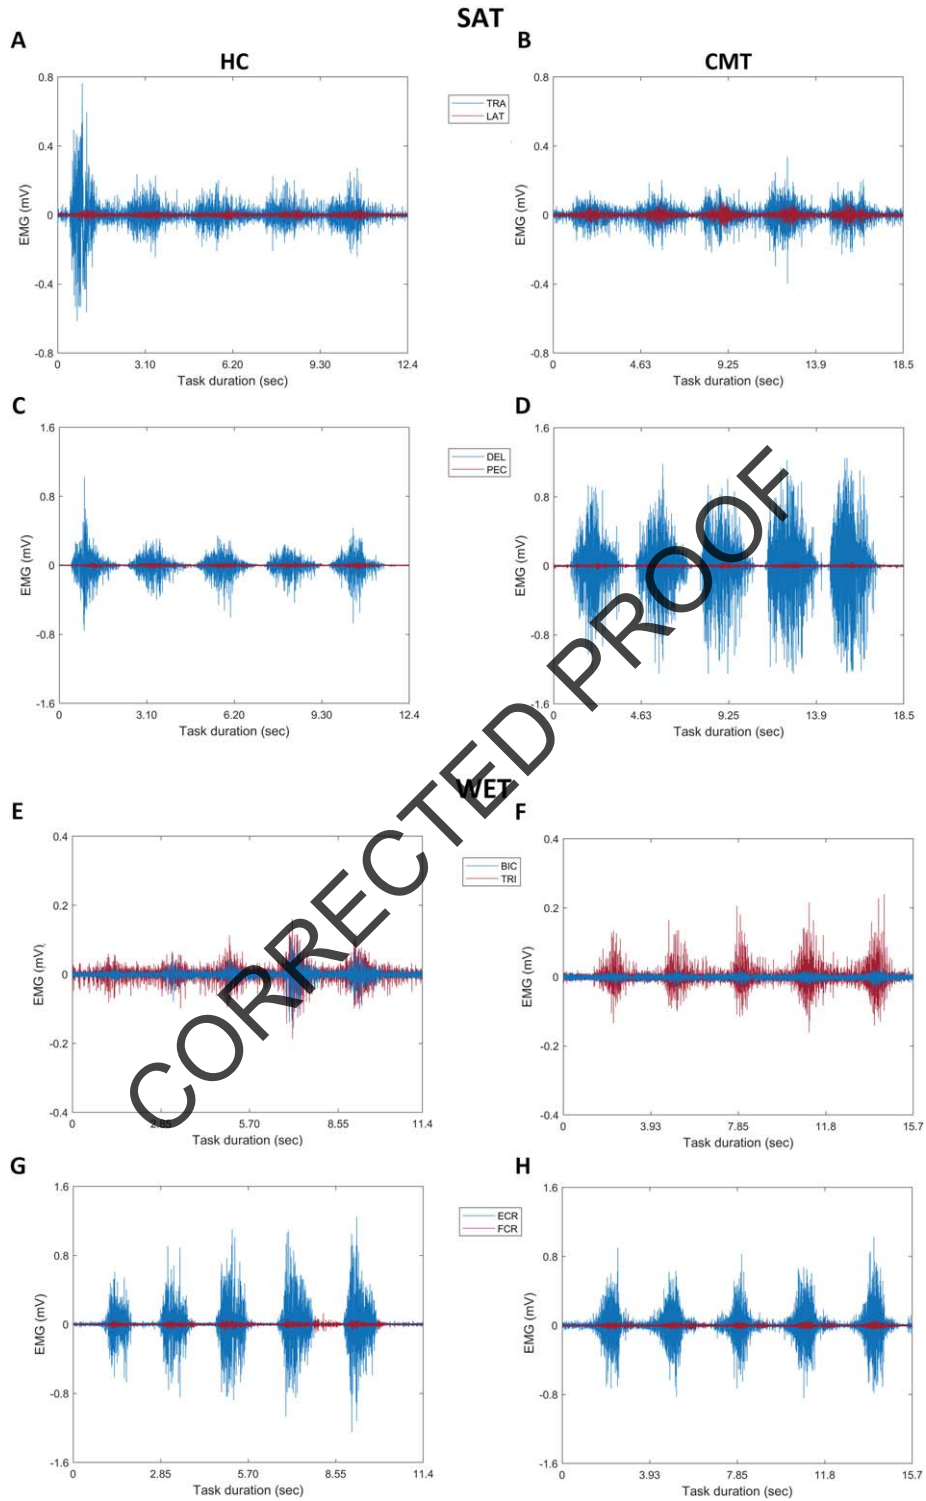 SAT
A
B
HC
CMT
0.8
0.4
0
-0.4
-0.8
EMG (mV)
0
3.10
6.20
9.30
12.4
Task duration (sec)
TRA
LAT
0.8
0.4
0
-0.4
-0.8
EMG (mV)
0
4.63
9.25
13.9
18.5
Task duration (sec)
C
D
1.6
0.8
0
-0.8
-1.6
EMG (mV)
0
3.10
6.20
9.30
12.4
Task duration (sec)
DEL
PEC
1.6
0.8
0
-0.8
-1.6
EMG (mV)
0
4.63
9.25
13.9
18.5
Task duration (sec)
CORRECTED PROOF
WET
E
F
0.4
0.2
0
-0.2
-0.4
EMG (mV)
0
2.85
5.70
8.55
11.4
Task duration (sec)
BIC
TRI
0.4
0.2
0
-0.2
-0.4
EMG (mV)
0
3.93
7.85
11.8
15.7
Task duration (sec)
G
H
1.6
0.8
0
-0.8
-1.6
EMG (mV)
0
2.85
5.70
8.55
11.4
Task duration (sec)
ECR
FCR
1.6
0.8
0
-0.8
-1.6
EMG (mV)
0
3.93
7.85
11.8
15.7
Task duration (sec)